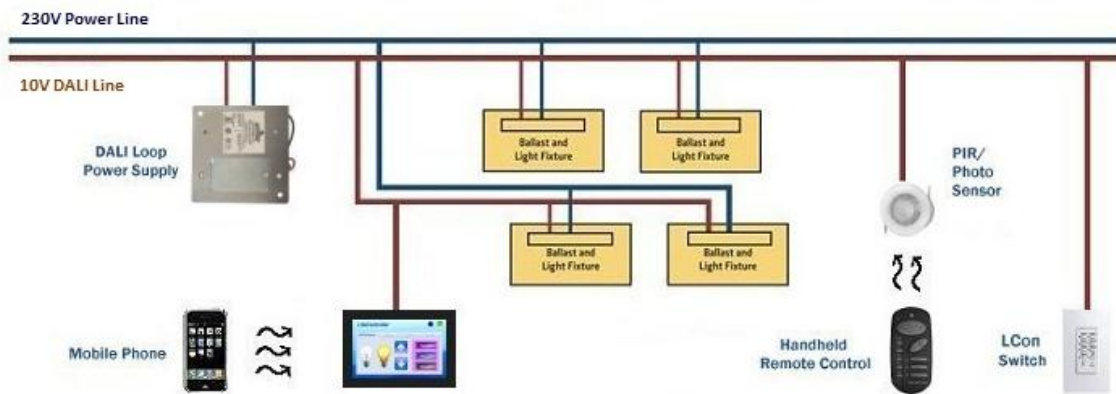 230V Power Line
10V DALI Line
DALI Loop
Power Supply
Ballast and
Light Fixture
Ballast and
Light Fixture
PIR/
Photo
Sensor
Ballast and
Light Fixture
Ballast and
Light Fixture
Mobile Phone
Handheld
Remote Control
LCon
Switch